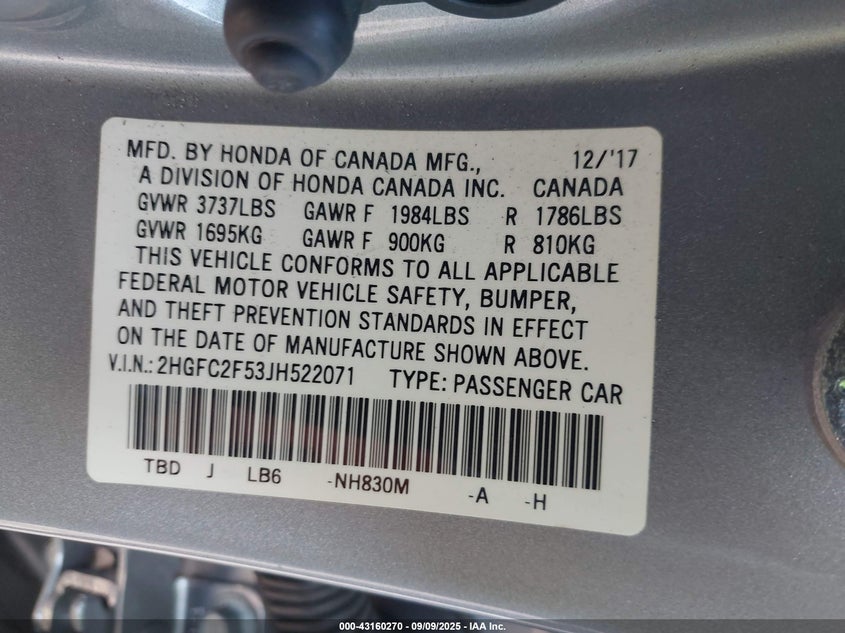 MFD. BY HONDA OF CANADA MFG., 12/'17
A DIVISION OF HONDA CANADA INC. CANADA
GVWR 3737LBS GAWR F 1984LBS R 1786LBS
GVWR 1695KG GAWR F 900KG R 810KG
THIS VEHICLE CONFORMS TO ALL APPLICABLE
FEDERAL MOTOR VEHICLE SAFETY, BUMPER,
AND THEFT PREVENTION STANDARDS IN EFFECT
ON THE DATE OF MANUFACTURE SHOWN ABOVE.
V.I.N.: 2HGFC2F53JH522071 TYPE: PASSENGER CAR
TBD J LB6 -NH830M -A -H
000-43160270 - 09/09/2025 - IAA Inc.